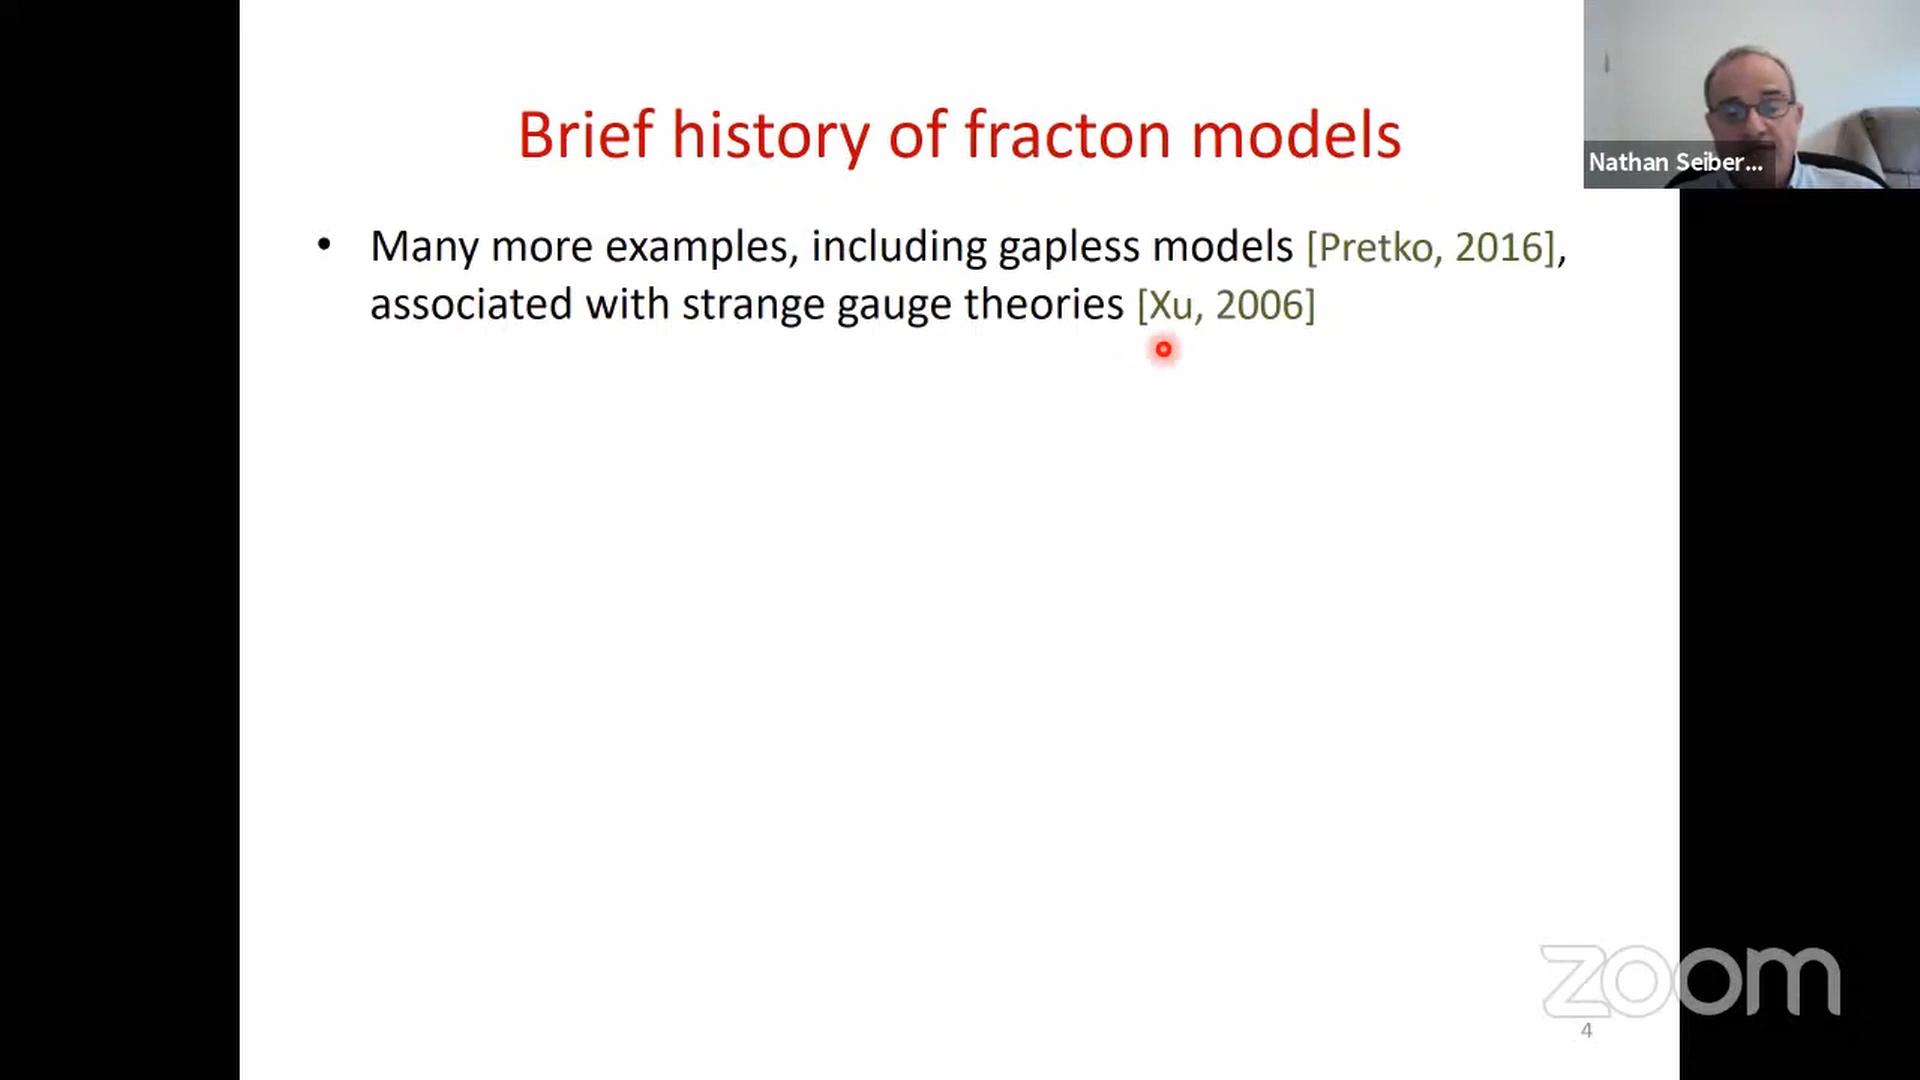 Brief history of fracton models
Nathan Seiber...
• Many more examples, including gapless models [Pretko, 2016],
associated with strange gauge theories [Xu, 2006]
zoom
4